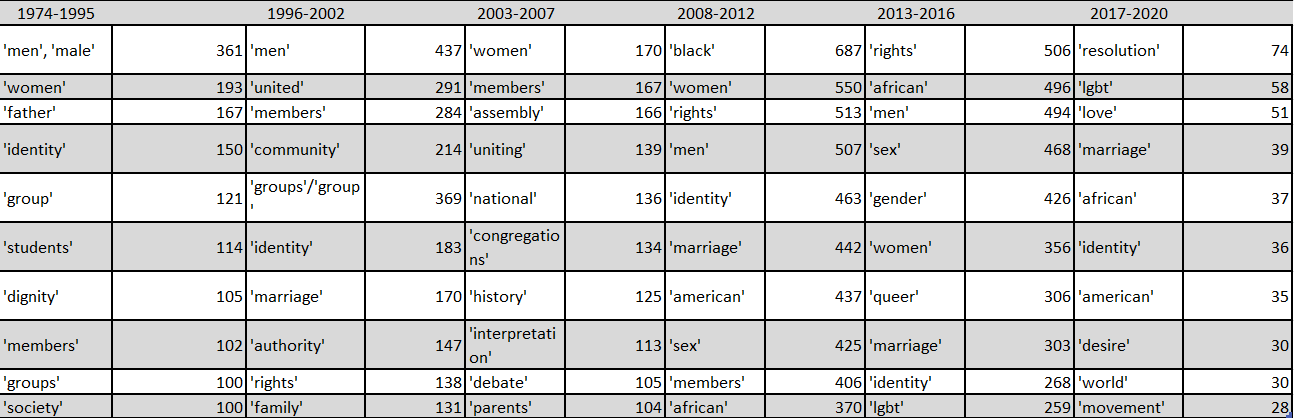 1974-1995 1996-2002 2003-2007 2008-2012 2013-2016 2017-2020
'men', 'male' 361 'men' 437 'women' 170 'black' 687 'rights' 506 'resolution' 74
'women' 193 'united' 291 'members' 167 'women' 550 'african' 496 'lgbt' 58
'father' 167 'members' 284 'assembly' 166 'rights' 513 'men' 494 'love' 51
'identity' 150 'community' 214 'uniting' 139 'men' 507 'sex' 468 'marriage' 39
'group' 121 'groups'/'group' 369 'national' 136 'identity' 463 'gender' 426 'african' 37
'students' 114 'identity' 183 'congregations' 134 'marriage' 442 'women' 356 'identity' 36
'dignity' 105 'marriage' 170 'history' 125 'american' 437 'queer' 306 'american' 35
'members' 102 'authority' 147 'interpretation' 113 'sex' 425 'marriage' 303 'desire' 30
'groups' 100 'rights' 138 'debate' 105 'members' 406 'identity' 268 'world' 30
'society' 100 'family' 131 'parents' 104 'african' 370 'lgbt' 259 'movement' 28